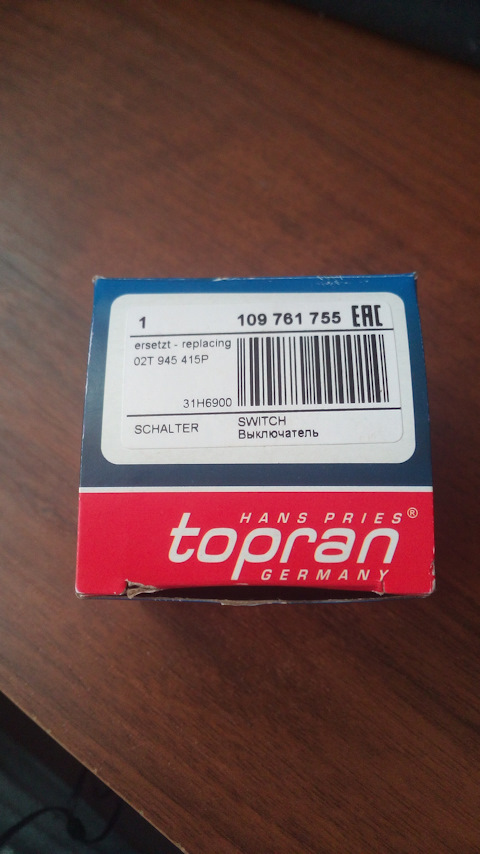 1 109 761 755 EAC
ersetzt - replacing
02T 945 415P
31H6900
SCHALTER SWITCH
Выключатель
HANS PRIES®
topran
GERMANY